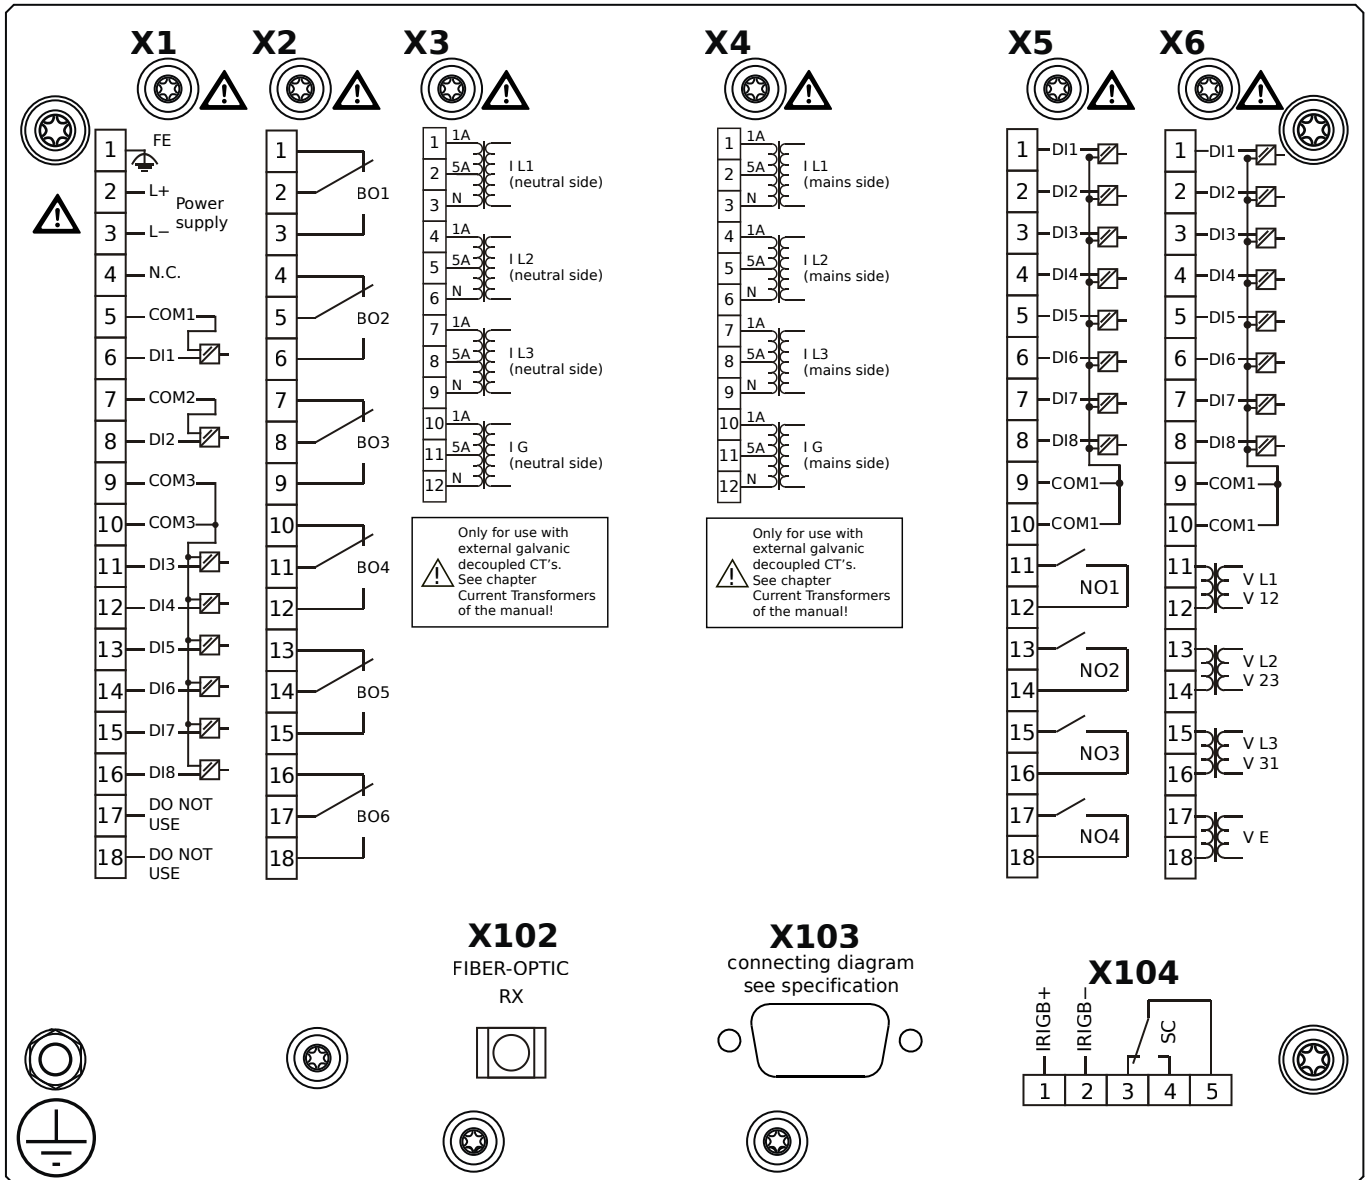 X1
X2
X3
X4
X5
X6
1 FE
2 L+
Power
supply
3 L−
4 N.C.
5 COM1
6 DI1
7 COM2
8 DI2
9 COM3
10 COM3
11 DI3
12 DI4
13 DI5
14 DI6
15 DI7
16 DI8
17 DO NOT
USE
18 DO NOT
USE
1
2 BO1
3
4
5 BO2
6
7
8 BO3
9
10
11 BO4
12
13
14 BO5
15
16
17 BO6
18
1 1A
2 5A I L1
(neutral side)
3 N
4 1A
5 5A I L2
(neutral side)
6 N
7 1A
8 5A I L3
(neutral side)
9 N
10 1A
11 5A I G
(neutral side)
12 N
Only for use with
external galvanic
decoupled CT's.
See chapter
Current Transformers
of the manual!
1 1A
2 5A I L1
(mains side)
3 N
4 1A
5 5A I L2
(mains side)
6 N
7 1A
8 5A I L3
(mains side)
9 N
10 1A
11 5A I G
(mains side)
12 N
Only for use with
external galvanic
decoupled CT's.
See chapter
Current Transformers
of the manual!
1 DI1
2 DI2
3 DI3
4 DI4
5 DI5
6 DI6
7 DI7
8 DI8
9 COM1
10 COM1
11
NO1
12
13
NO2
14
15
NO3
16
17
NO4
18
1 DI1
2 DI2
3 DI3
4 DI4
5 DI5
6 DI6
7 DI7
8 DI8
9 COM1
10 COM1
11 V L1
12 V 12
13 V L2
14 V 23
15 V L3
16 V 31
17
V E
18
X102
FIBER-OPTIC
RX
X103
connecting diagram
see specification
X104
IRIGB+
IRIGB−
SC
1 2 3 4 5